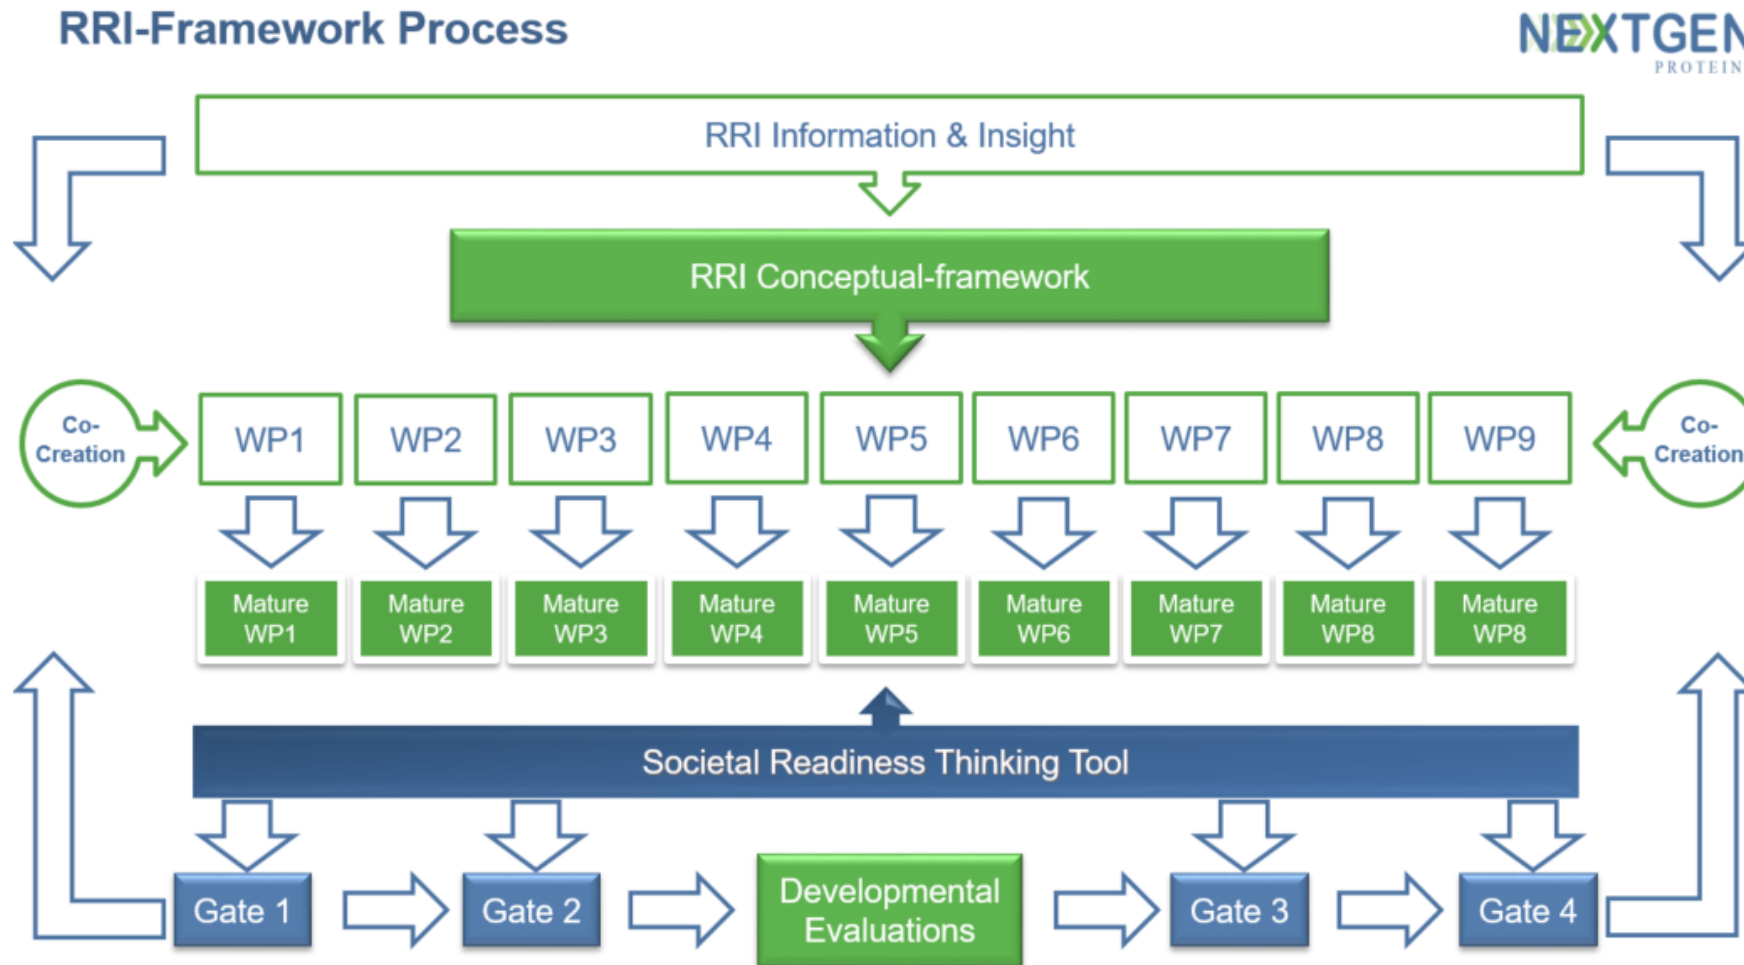 RRI-Framework Process
NEXTGEN
PROTEIN
RRI Information & Insight
RRI Conceptual-framework
Co-
Creation
WP1 WP2 WP3 WP4 WP5 WP6 WP7 WP8 WP9
Co-
Creation
Mature Mature Mature Mature Mature Mature Mature Mature Mature
WP1 WP2 WP3 WP4 WP5 WP6 WP7 WP8 WP8
Societal Readiness Thinking Tool
Gate 1 Gate 2
Developmental
Evaluations
Gate 3 Gate 4